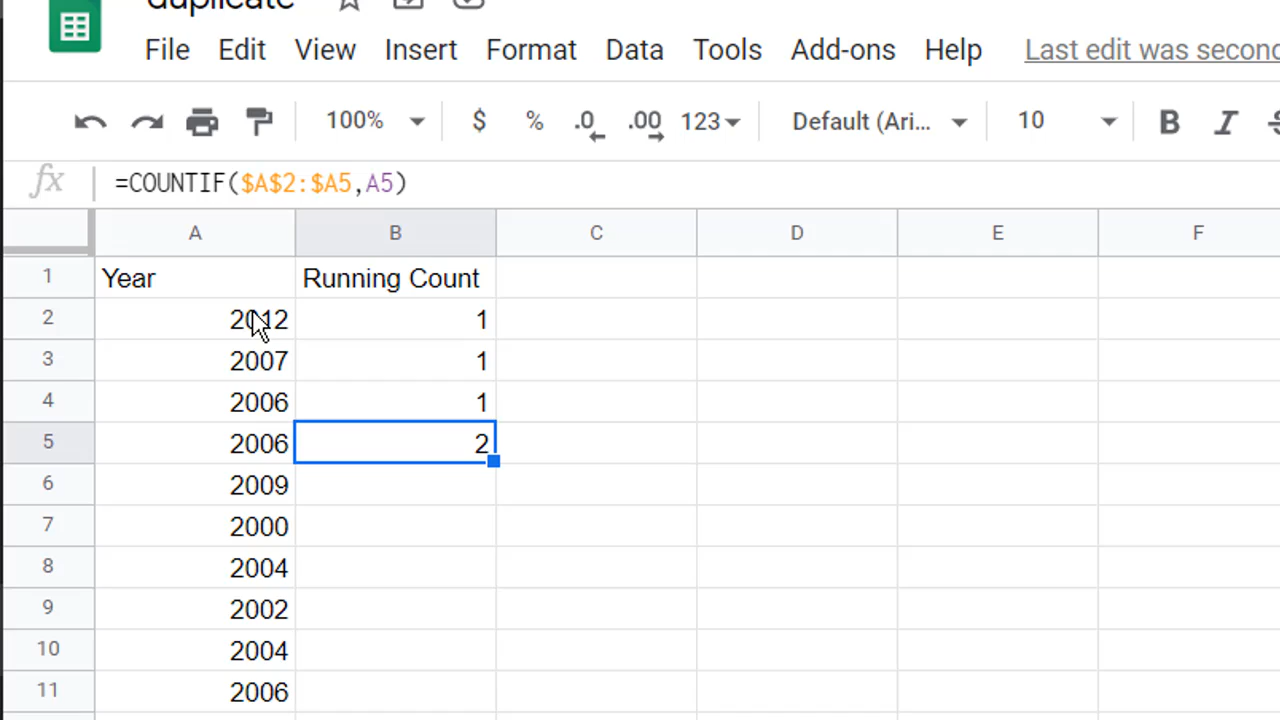 duplicate
File Edit View Insert Format Data Tools Add-ons Help Last edit was second
100% $ % .0 .00 123 Default (Ari... 10 B I S
fx =COUNTIF($A$2:$A5,A5)
A B C D E F
1 Year Running Count
2 2012 1
3 2007 1
4 2006 1
5 2006 2
6 2009
7 2000
8 2004
9 2002
10 2004
11 2006